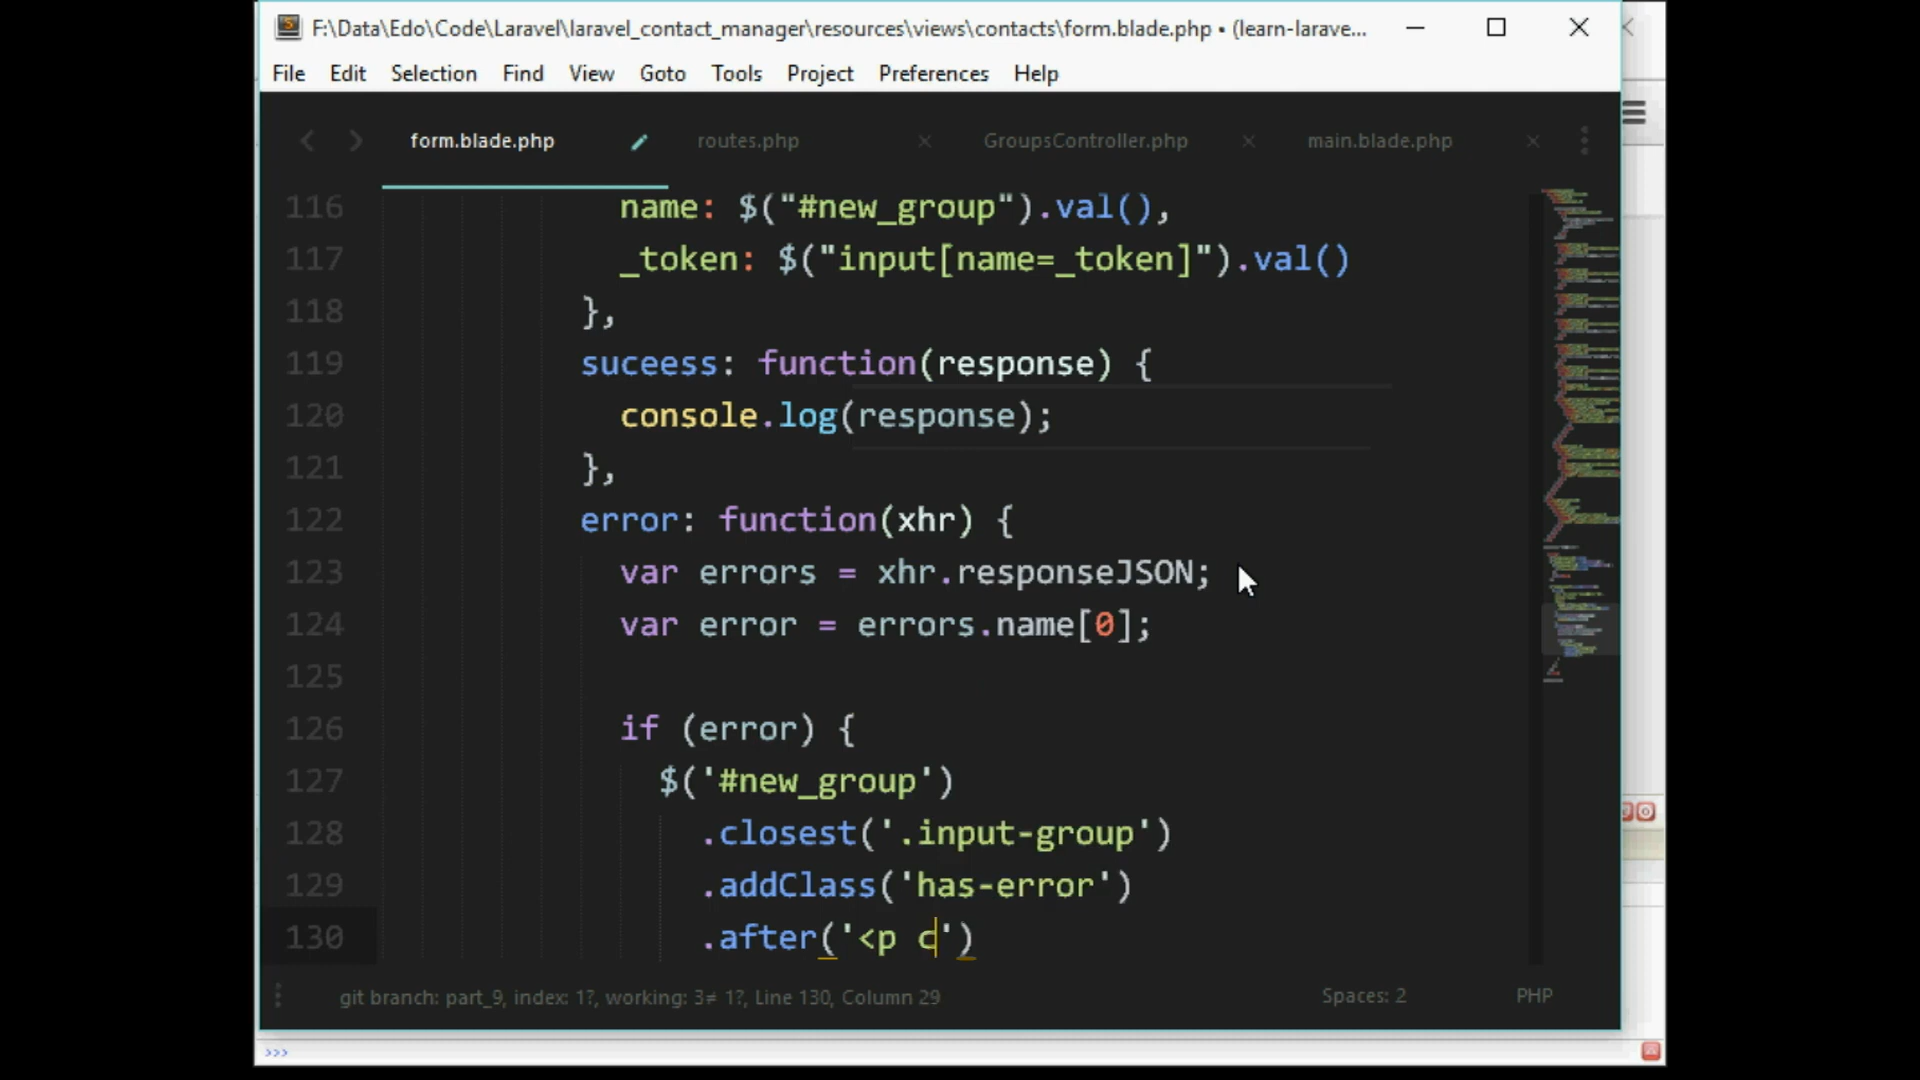 F:\Data\Edo\Code\Laravel\laravel_contact_manager\resources\views\contacts\form.blade.php • (learn-larave...
File Edit Selection Find View Goto Tools Project Preferences Help
form.blade.php routes.php GroupsController.php main.blade.php
116 name: $("#new_group").val(),
117 _token: $("input[name=_token]").val()
118 },
119 suceess: function(response) {
120 console.log(response);
121 },
122 error: function(xhr) {
123 var errors = xhr.responseJSON;
124 var error = errors.name[0];
125
126 if (error) {
127 $('#new_group')
128 .closest('.input-group')
129 .addClass('has-error')
130 .after('<p c')
git branch: part_9, index: 1?, working: 3≠ 1?, Line 130, Column 29 Spaces: 2 PHP
>>>